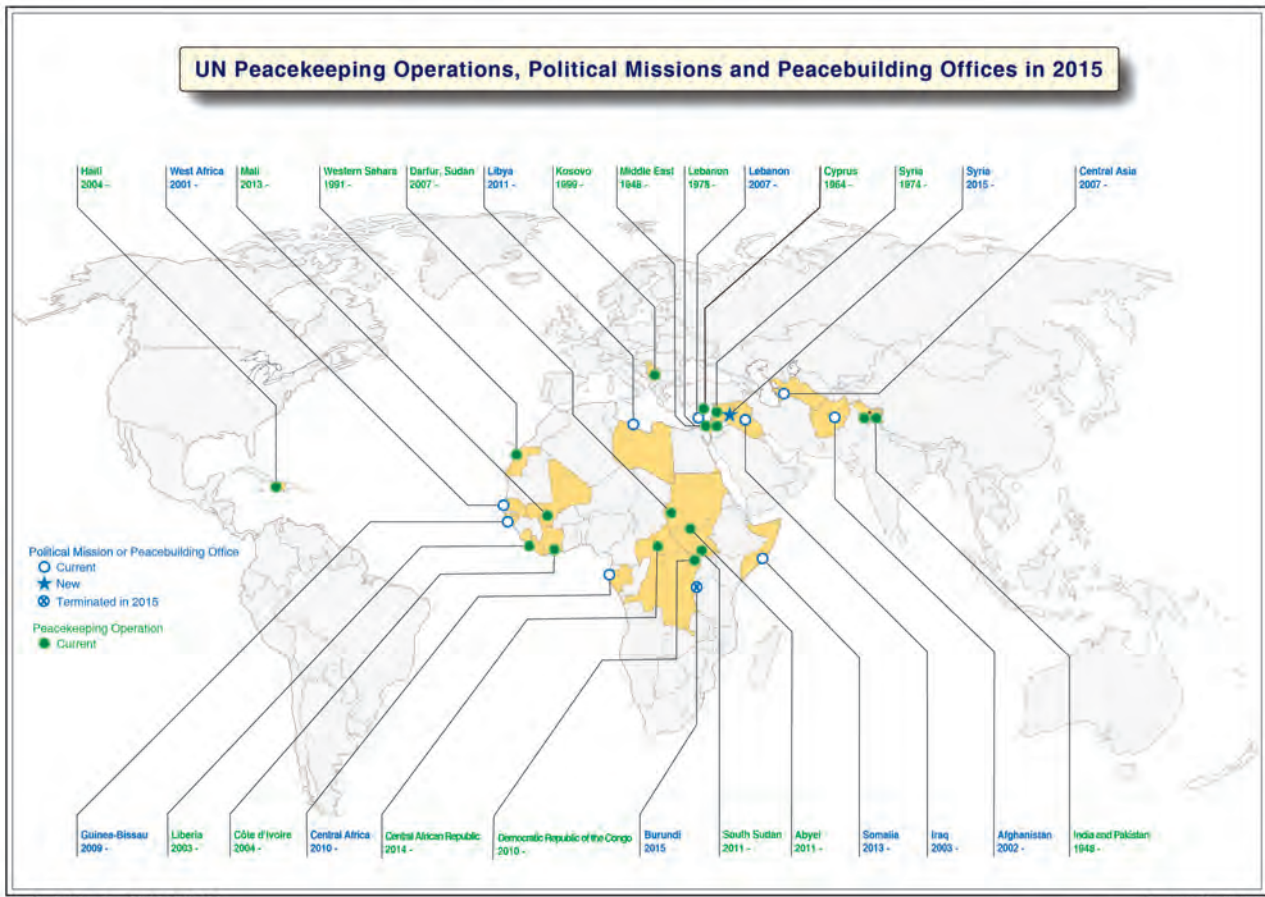 UN Peacekeeping Operations, Political Missions and Peacebuilding Offices in 2015
Haiti
2004 -
West Africa
2001 -
Mali
2013 -
Western Sahara
1991 -
Darfur, Sudan
2007 -
Libya
2011 -
Kosovo
1999 -
Middle East
1948 -
Lebanon
1978 -
Lebanon
2007 -
Cyprus
1964 -
Syria
1974 -
Syria
2015 -
Central Asia
2007 -
Political Mission or Peacebuilding Office
Current
New
Terminated in 2015
Peacekeeping Operation
Current
Guinea-Bissau
2009 -
Liberia
2003 -
Côte d'Ivoire
2004 -
Central Africa
2010 -
Central African Republic
2014 -
Democratic Republic of the Congo
2010 -
Burundi
2015
South Sudan
2011 -
Abyei
2011 -
Somalia
2013 -
Iraq
2003 -
Afghanistan
2002 -
India and Pakistan
1948 -